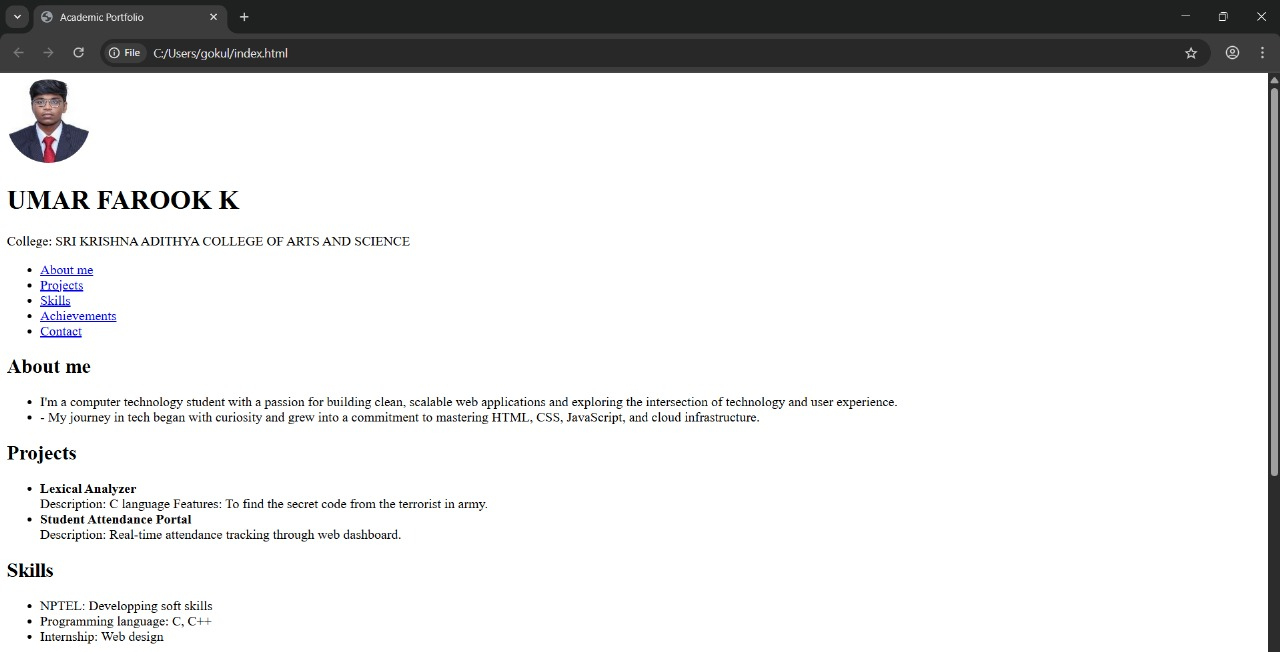 Academic Portfolio
File C:/Users/gokul/index.html
UMAR FAROOK K
College: SRI KRISHNA ADITHYA COLLEGE OF ARTS AND SCIENCE
About me
Projects
Skills
Achievements
Contact
About me
I'm a computer technology student with a passion for building clean, scalable web applications and exploring the intersection of technology and user experience.
- My journey in tech began with curiosity and grew into a commitment to mastering HTML, CSS, JavaScript, and cloud infrastructure.
Projects
Lexical Analyzer
Description: C language Features: To find the secret code from the terrorist in army.
Student Attendance Portal
Description: Real-time attendance tracking through web dashboard.
Skills
NPTEL: Developping soft skills
Programming language: C, C++
Internship: Web design